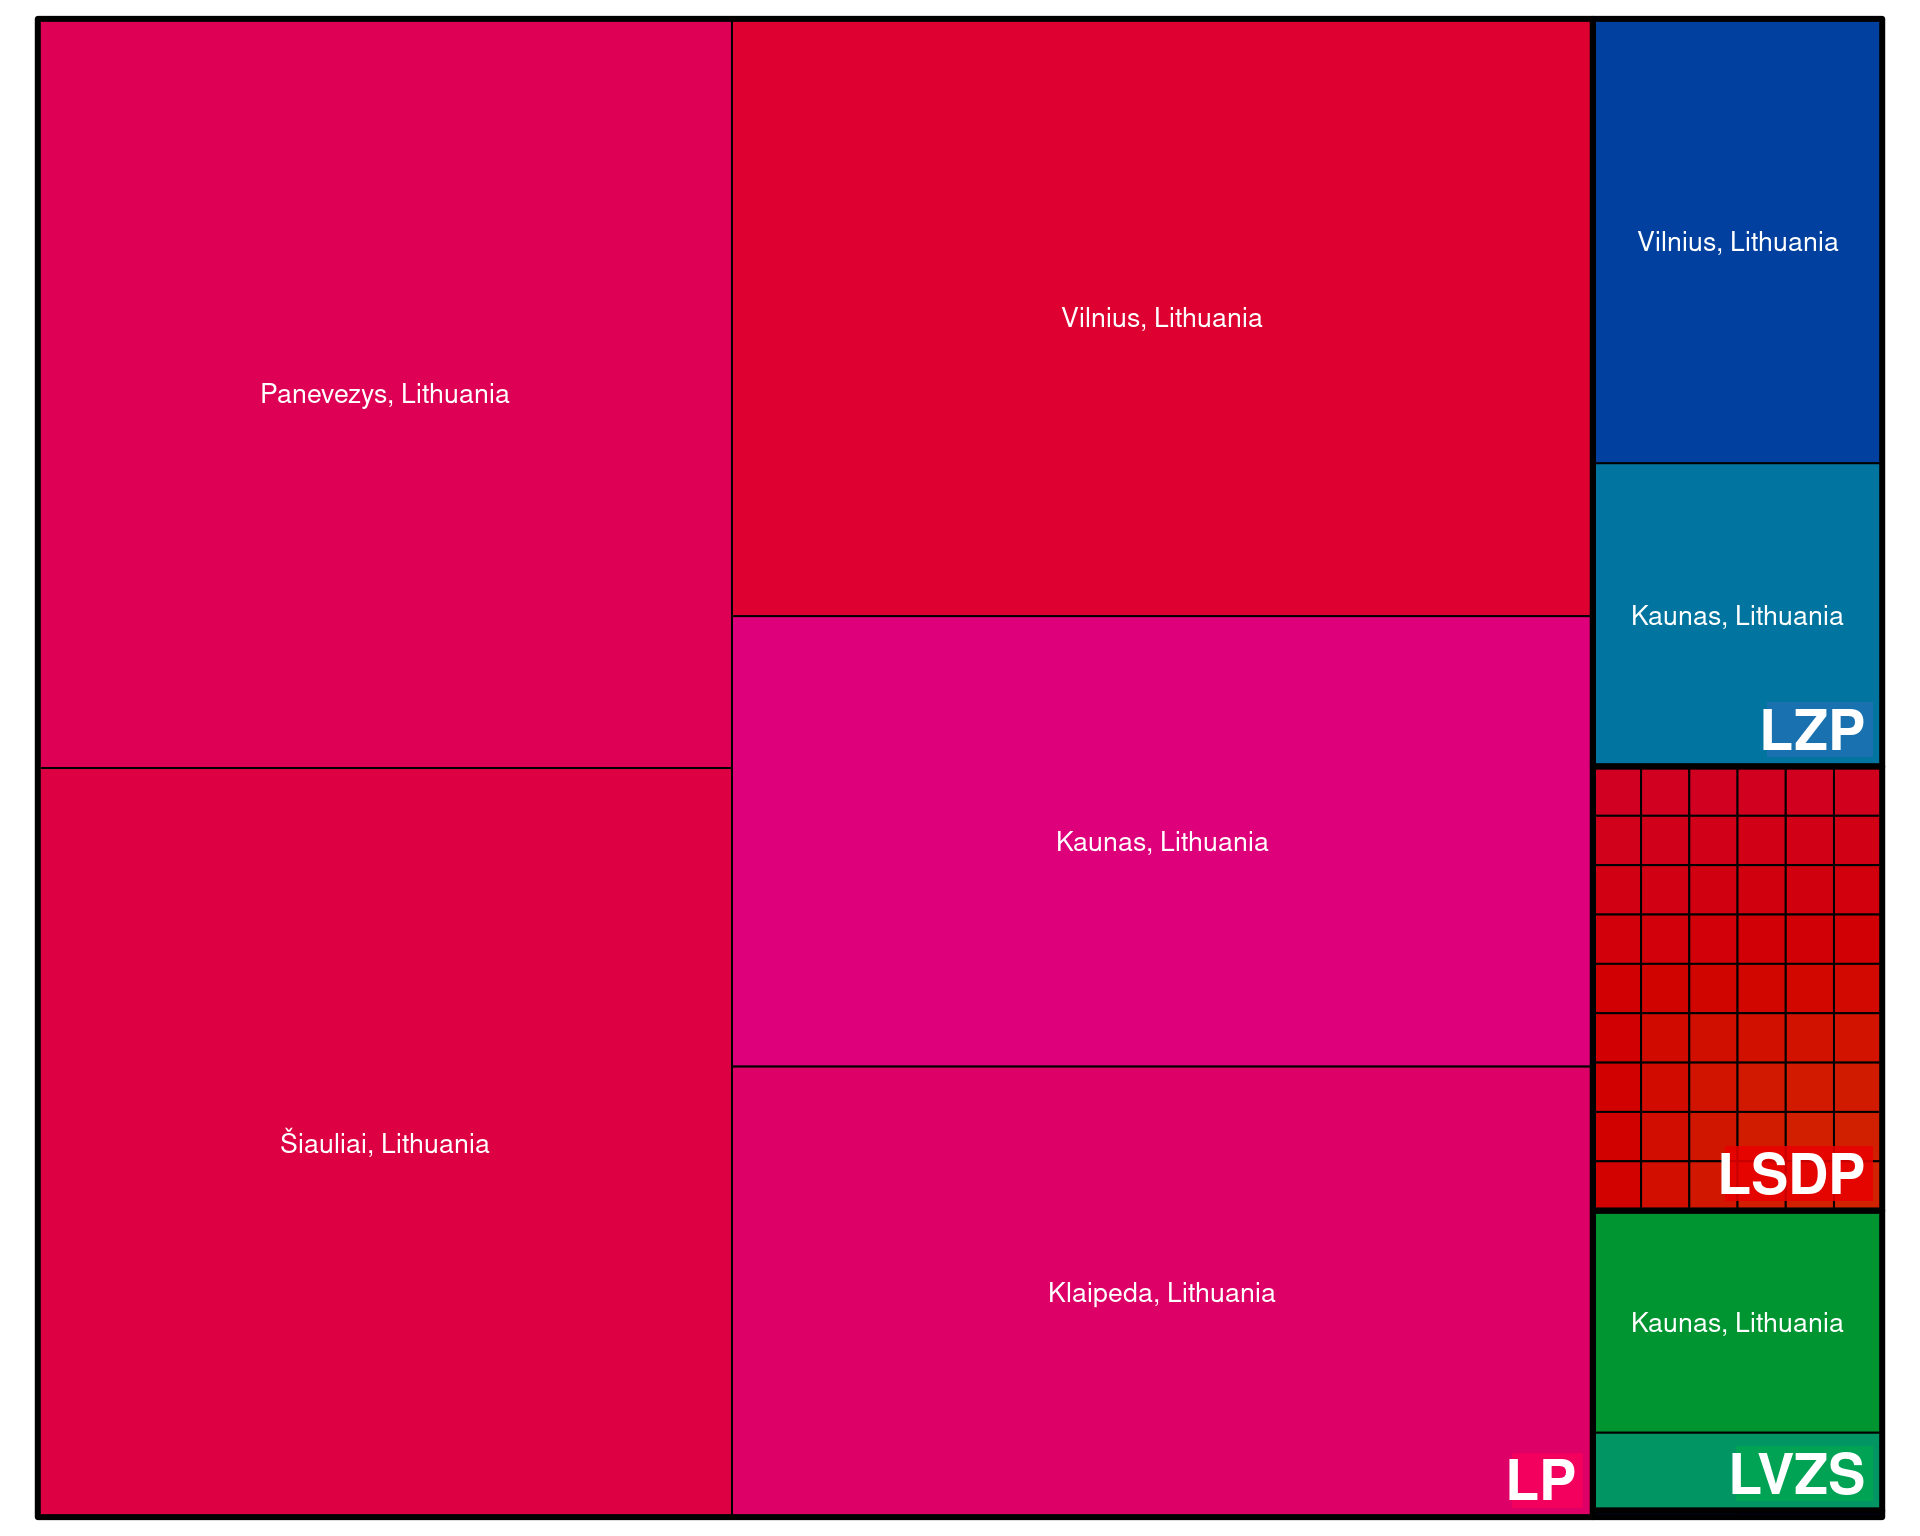 Panevezys, Lithuania
Šiauliai, Lithuania
Vilnius, Lithuania
Kaunas, Lithuania
Klaipeda, Lithuania
LP
Vilnius, Lithuania
Kaunas, Lithuania
LZP
LSDP
Kaunas, Lithuania
LVZS